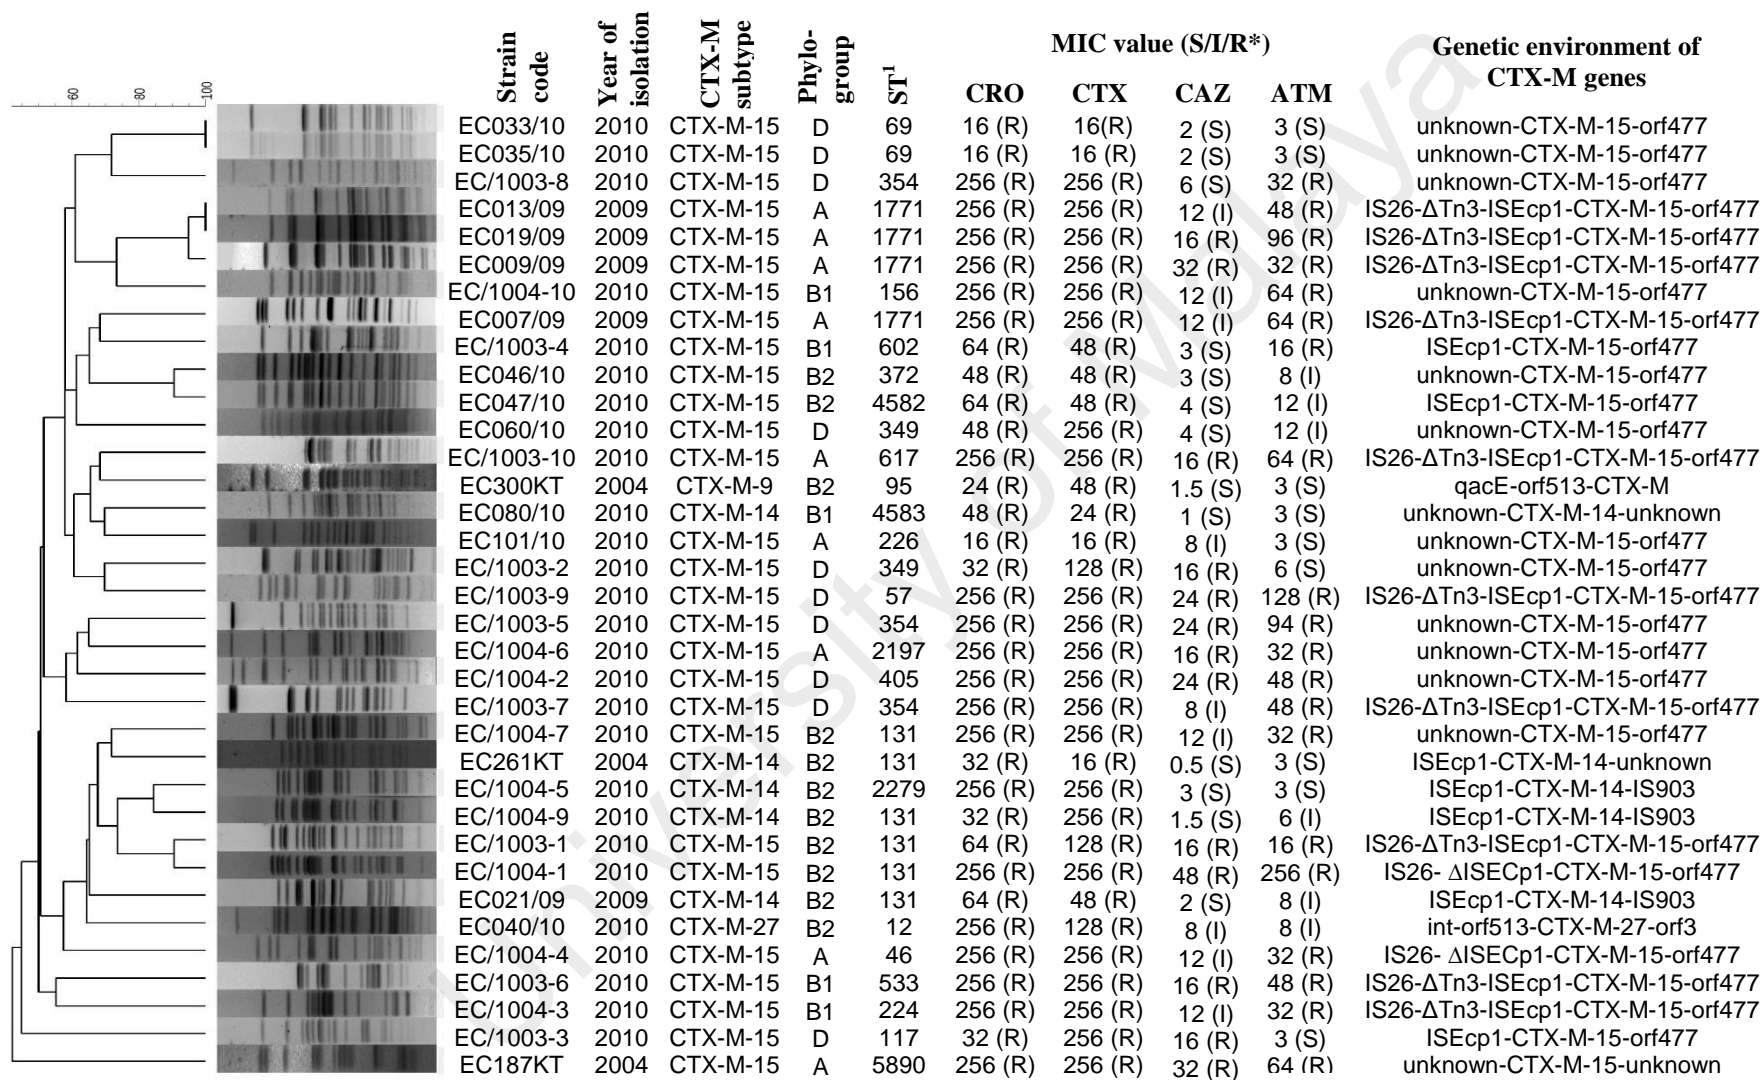 Strain code
Year of isolation
CTX-M subtype
Phylo-group
ST1
MIC value (S/I/R*)
Genetic environment of
CTX-M genes
CRO CTX CAZ ATM
60 80 100
EC033/10 2010 CTX-M-15 D 69 16 (R) 16(R) 2 (S) 3 (S) unknown-CTX-M-15-orf477
EC035/10 2010 CTX-M-15 D 69 16 (R) 16 (R) 2 (S) 3 (S) unknown-CTX-M-15-orf477
EC/1003-8 2010 CTX-M-15 D 354 256 (R) 256 (R) 6 (S) 32 (R) unknown-CTX-M-15-orf477
EC013/09 2009 CTX-M-15 A 1771 256 (R) 256 (R) 12 (I) 48 (R) IS26-ΔTn3-ISEcp1-CTX-M-15-orf477
EC019/09 2009 CTX-M-15 A 1771 256 (R) 256 (R) 16 (R) 96 (R) IS26-ΔTn3-ISEcp1-CTX-M-15-orf477
EC009/09 2009 CTX-M-15 A 1771 256 (R) 256 (R) 32 (R) 32 (R) IS26-ΔTn3-ISEcp1-CTX-M-15-orf477
EC/1004-10 2010 CTX-M-15 B1 156 256 (R) 256 (R) 12 (I) 64 (R) unknown-CTX-M-15-orf477
EC007/09 2009 CTX-M-15 A 1771 256 (R) 256 (R) 12 (I) 64 (R) IS26-ΔTn3-ISEcp1-CTX-M-15-orf477
EC/1003-4 2010 CTX-M-15 B1 602 64 (R) 48 (R) 3 (S) 16 (R) ISEcp1-CTX-M-15-orf477
EC046/10 2010 CTX-M-15 B2 372 48 (R) 48 (R) 3 (S) 8 (I) unknown-CTX-M-15-orf477
EC047/10 2010 CTX-M-15 B2 4582 64 (R) 48 (R) 4 (S) 12 (I) ISEcp1-CTX-M-15-orf477
EC060/10 2010 CTX-M-15 D 349 48 (R) 256 (R) 4 (S) 12 (I) unknown-CTX-M-15-orf477
EC/1003-10 2010 CTX-M-15 A 617 256 (R) 256 (R) 16 (R) 64 (R) IS26-ΔTn3-ISEcp1-CTX-M-15-orf477
EC300KT 2004 CTX-M-9 B2 95 24 (R) 48 (R) 1.5 (S) 3 (S) qacE-orf513-CTX-M
EC080/10 2010 CTX-M-14 B1 4583 48 (R) 24 (R) 1 (S) 3 (S) unknown-CTX-M-14-unknown
EC101/10 2010 CTX-M-15 A 226 16 (R) 16 (R) 8 (I) 3 (S) unknown-CTX-M-15-orf477
EC/1003-2 2010 CTX-M-15 D 349 32 (R) 128 (R) 16 (R) 6 (S) unknown-CTX-M-15-orf477
EC/1003-9 2010 CTX-M-15 D 57 256 (R) 256 (R) 24 (R) 128 (R) IS26-ΔTn3-ISEcp1-CTX-M-15-orf477
EC/1003-5 2010 CTX-M-15 D 354 256 (R) 256 (R) 24 (R) 94 (R) unknown-CTX-M-15-orf477
EC/1004-6 2010 CTX-M-15 A 2197 256 (R) 256 (R) 16 (R) 32 (R) unknown-CTX-M-15-orf477
EC/1004-2 2010 CTX-M-15 D 405 256 (R) 256 (R) 24 (R) 48 (R) unknown-CTX-M-15-orf477
EC/1003-7 2010 CTX-M-15 D 354 256 (R) 256 (R) 8 (I) 48 (R) IS26-ΔTn3-ISEcp1-CTX-M-15-orf477
EC/1004-7 2010 CTX-M-15 B2 131 256 (R) 256 (R) 12 (I) 32 (R) unknown-CTX-M-15-orf477
EC261KT 2004 CTX-M-14 B2 131 32 (R) 16 (R) 0.5 (S) 3 (S) ISEcp1-CTX-M-14-unknown
EC/1004-5 2010 CTX-M-14 B2 2279 256 (R) 256 (R) 3 (S) 3 (S) ISEcp1-CTX-M-14-IS903
EC/1004-9 2010 CTX-M-14 B2 131 32 (R) 256 (R) 1.5 (S) 6 (I) ISEcp1-CTX-M-14-IS903
EC/1003-1 2010 CTX-M-15 B2 131 64 (R) 128 (R) 16 (R) 16 (R) IS26-ΔTn3-ISEcp1-CTX-M-15-orf477
EC/1004-1 2010 CTX-M-15 B2 131 256 (R) 256 (R) 48 (R) 256 (R) IS26- ΔISECp1-CTX-M-15-orf477
EC021/09 2009 CTX-M-14 B2 131 64 (R) 48 (R) 2 (S) 8 (I) ISEcp1-CTX-M-14-IS903
EC040/10 2010 CTX-M-27 B2 12 256 (R) 128 (R) 8 (I) 8 (I) int-orf513-CTX-M-27-orf3
EC/1004-4 2010 CTX-M-15 A 46 256 (R) 256 (R) 12 (I) 32 (R) IS26- ΔISECp1-CTX-M-15-orf477
EC/1003-6 2010 CTX-M-15 B1 533 256 (R) 256 (R) 16 (R) 48 (R) IS26-ΔTn3-ISEcp1-CTX-M-15-orf477
EC/1004-3 2010 CTX-M-15 B1 224 256 (R) 256 (R) 12 (I) 32 (R) IS26-ΔTn3-ISEcp1-CTX-M-15-orf477
EC/1003-3 2010 CTX-M-15 D 117 32 (R) 256 (R) 16 (R) 3 (S) ISEcp1-CTX-M-15-orf477
EC187KT 2004 CTX-M-15 A 5890 256 (R) 256 (R) 32 (R) 64 (R) unknown-CTX-M-15-unknown
University of Malaya